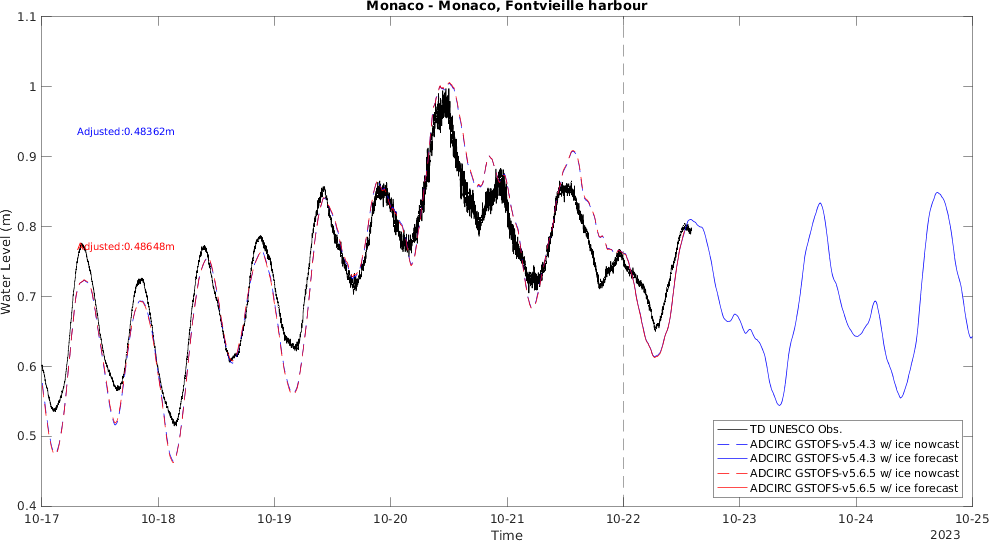 Monaco - Monaco, Fontvieille harbour
1.1
1
0.9
0.8
0.7
0.6
0.5
0.4
Water Level (m)
Adjusted:0.48362m
Adjusted:0.48648m
TD UNESCO Obs.
ADCIRC GSTOFS-v5.4.3 w/ ice nowcast
ADCIRC GSTOFS-v5.4.3 w/ ice forecast
ADCIRC GSTOFS-v5.6.5 w/ ice nowcast
ADCIRC GSTOFS-v5.6.5 w/ ice forecast
10-17 10-18 10-19 10-20 10-21 10-22 10-23 10-24 10-25
Time
2023